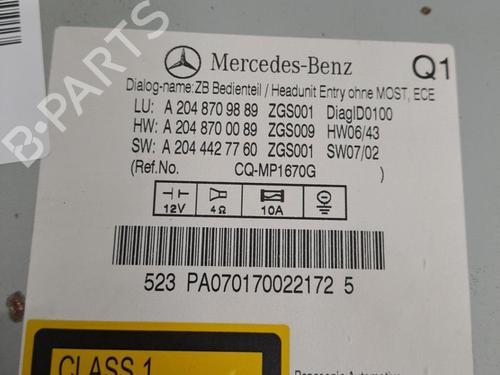 B-PARTS
Mercedes-Benz Q1
Dialog-name: ZB Bedienteil / Headunit Entry ohne MOST, ECE
LU: A 204 870 98 89 ZGS001 DiagID0100
HW: A 204 870 00 89 ZGS009 HW06/43
SW: A 204 442 77 60 ZGS001 SW07/02
(Ref.No. CQ-MP1670G )
12V 4Ω 10A
523 PA070170022172 5
CLASS 1
Panasonic Automotive